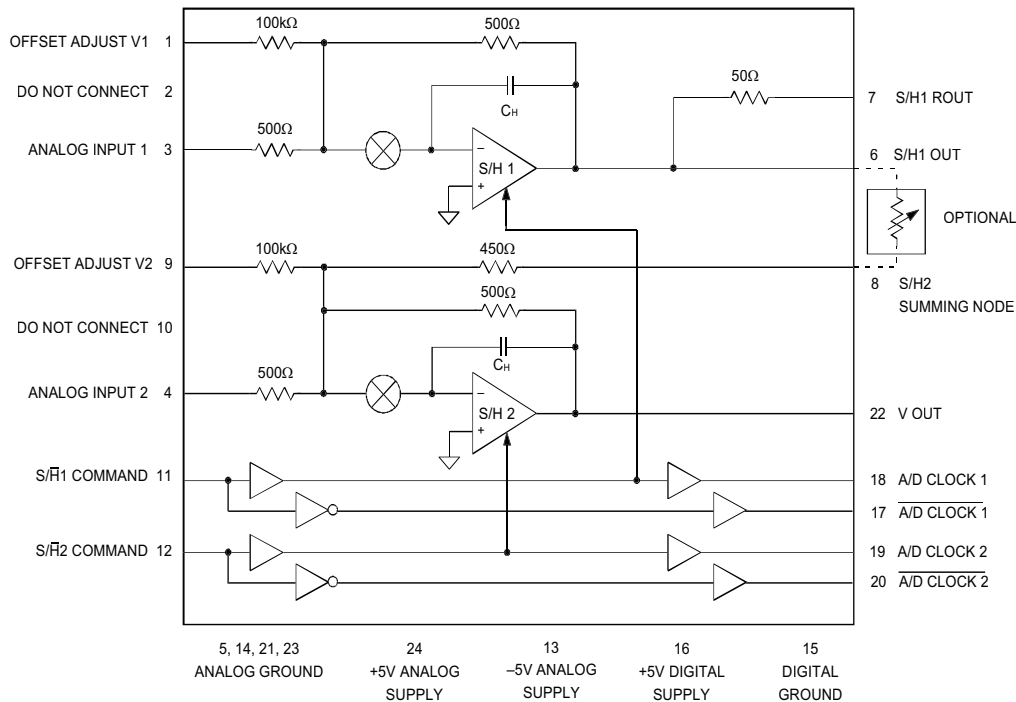 100kΩ
500Ω
OFFSET ADJUST V1 1
50Ω
DO NOT CONNECT 2
CH
7 S/H1 ROUT
500Ω
ANALOG INPUT 1 3
−
S/H 1
+
6 S/H1 OUT
OPTIONAL
100kΩ
450Ω
OFFSET ADJUST V2 9
8 S/H2
SUMMING NODE
500Ω
DO NOT CONNECT 10
CH
500Ω
ANALOG INPUT 2 4
−
S/H 2
+
22 V OUT
S/H̅1 COMMAND 11
18 A/D CLOCK 1
17 A̅/̅D̅ ̅C̅L̅O̅C̅K̅ ̅1̅
S/H̅2 COMMAND 12
19 A/D CLOCK 2
20 A̅/̅D̅ ̅C̅L̅O̅C̅K̅ ̅2̅
5, 14, 21, 23
ANALOG GROUND
24
+5V ANALOG
SUPPLY
13
–5V ANALOG
SUPPLY
16
+5V DIGITAL
SUPPLY
15
DIGITAL
GROUND